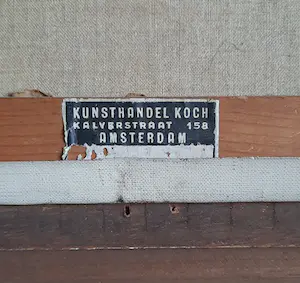 KUNSTHANDEL KOCH
KALVERSTRAAT 158
AMSTERDAM